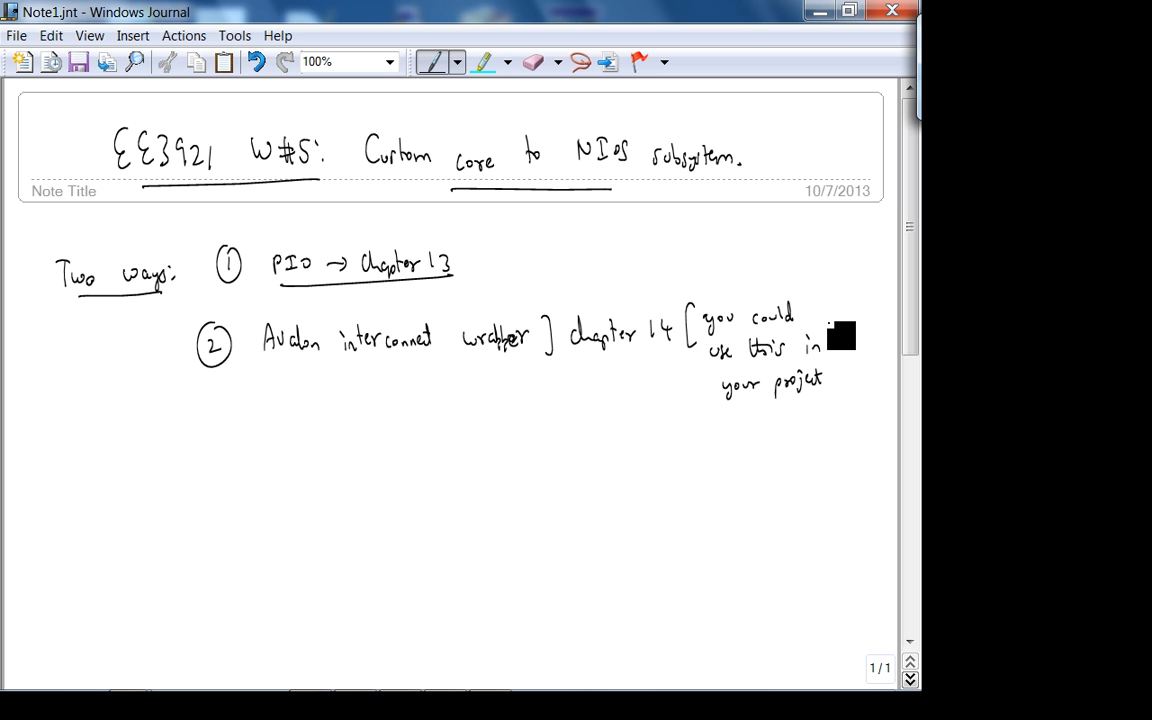 Note1.jnt - Windows Journal
File Edit View Insert Actions Tools Help
100%
EE3921 W#5: Custom core to NIOS subsystem.
Note Title 10/7/2013
Two ways: 1 PIO → Chapter 13
2 Avalon interconnect wrapper ] chapter 14 [ you could
use this in
your project
1 / 1